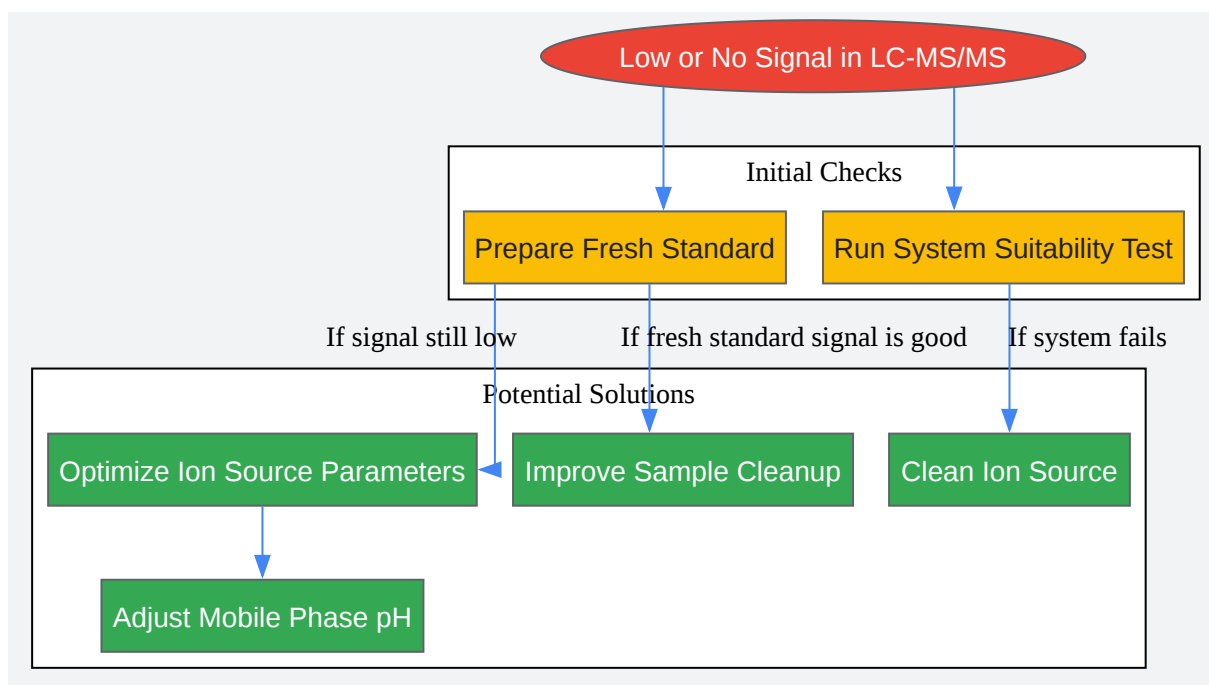 Low or No Signal in LC-MS/MS
Initial Checks
Prepare Fresh Standard
Run System Suitability Test
If signal still low
If fresh standard signal is good
If system fails
Potential Solutions
Optimize Ion Source Parameters
Improve Sample Cleanup
Clean Ion Source
Adjust Mobile Phase pH